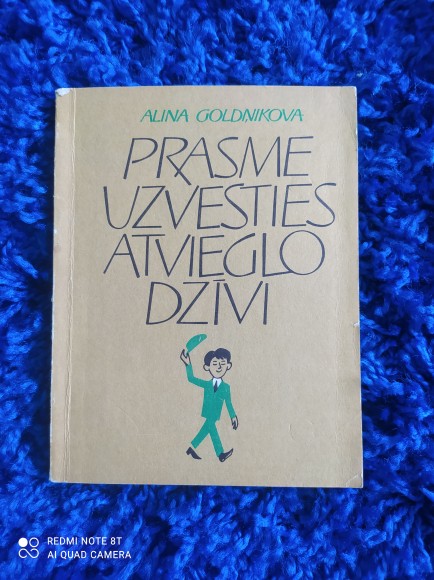 ALINA GOLDNIKOVA
PRASME
UZVESTIES
ATVIEGLO
DZĪVI
REDMI NOTE 8T
AI QUAD CAMERA